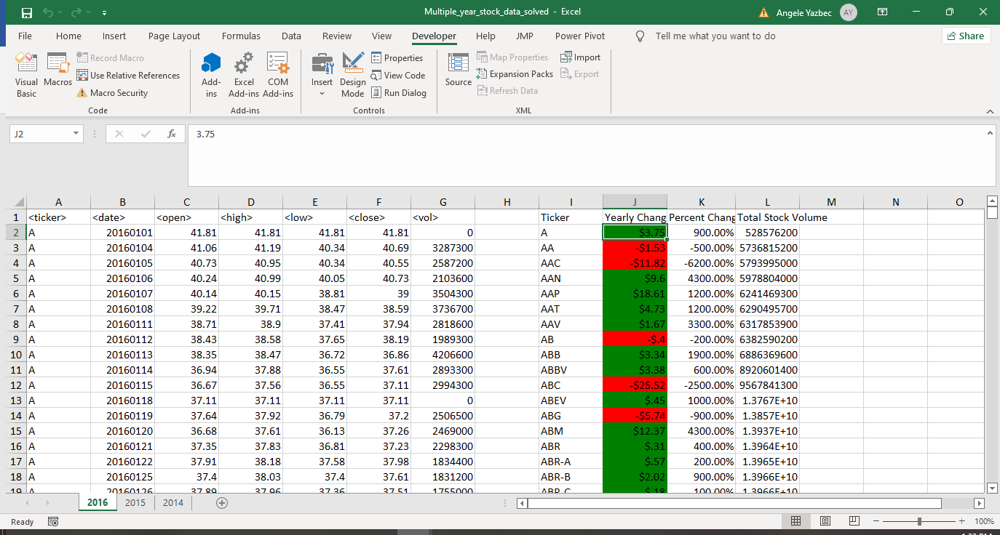 Multiple_year_stock_data_solved - Excel
Angele Yazbec AY
File Home Insert Page Layout Formulas Data Review View Developer Help JMP Power Pivot Tell me what you want to do Share
Visual Basic
Macros
Record Macro
Use Relative References
Macro Security
Code
Add-ins
Excel Add-ins
COM Add-ins
Add-ins
Insert
Design Mode
Properties
View Code
Run Dialog
Controls
Source
Map Properties
Expansion Packs
Refresh Data
Import
Export
XML
J2 fx 3.75
A B C D E F G H I J K L M N O
1 <ticker> <date> <open> <high> <low> <close> <vol> Ticker Yearly Chang Percent Chang Total Stock Volume
2 A 20160101 41.81 41.81 41.81 41.81 0 A $3.75 900.00% 528576200
3 A 20160104 41.06 41.19 40.34 40.69 3287300 AA -$1.53 -500.00% 5736815200
4 A 20160105 40.73 40.95 40.34 40.55 2587200 AAC -$11.82 -6200.00% 5793995000
5 A 20160106 40.24 40.99 40.05 40.73 2103600 AAN $9.6 4300.00% 5978804000
6 A 20160107 40.14 40.15 38.81 39 3504300 AAP $18.61 1200.00% 6241469300
7 A 20160108 39.22 39.71 38.47 38.59 3736700 AAT $4.73 1200.00% 6290495700
8 A 20160111 38.71 38.9 37.41 37.94 2818600 AAV $1.67 3300.00% 6317853900
9 A 20160112 38.43 38.58 37.65 38.19 1989300 AB -$.4 -200.00% 6382590200
10 A 20160113 38.35 38.47 36.72 36.86 4206600 ABB $3.34 1900.00% 6886369600
11 A 20160114 36.94 37.88 36.55 37.61 2893300 ABBV $3.38 600.00% 8920601400
12 A 20160115 36.67 37.56 36.55 37.11 2994300 ABC -$25.52 -2500.00% 9567841300
13 A 20160118 37.11 37.11 37.11 37.11 0 ABEV $.45 1000.00% 1.3767E+10
14 A 20160119 37.64 37.92 36.79 37.2 2506500 ABG -$5.74 -900.00% 1.3857E+10
15 A 20160120 36.68 37.61 36.13 37.26 2469000 ABM $12.37 4300.00% 1.3937E+10
16 A 20160121 37.35 37.83 36.81 37.23 2298300 ABR $.31 400.00% 1.3964E+10
17 A 20160122 37.91 38.18 37.58 37.98 1834400 ABR-A $.57 200.00% 1.3965E+10
18 A 20160125 37.4 38.03 37.4 37.61 1831200 ABR-B $2.02 900.00% 1.3966E+10
19 A 20160126 37.89 37.96 37.36 37.51 1755000 ABR-C $.18 100.00% 1.3966E+10
2016 2015 2014
Ready 100%